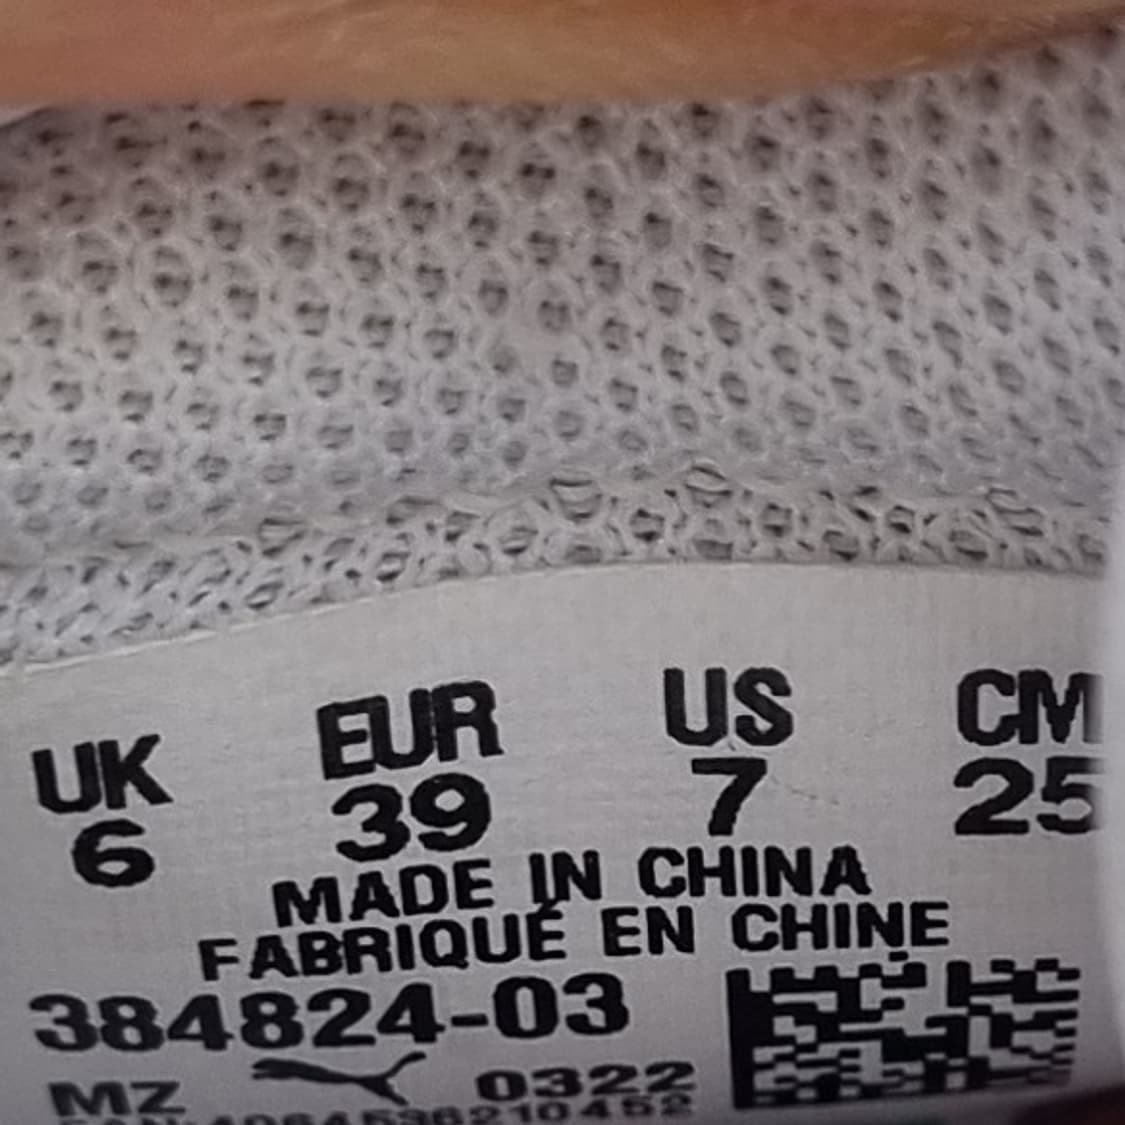 UK EUR US CM
6 39 7 25
MADE IN CHINA
FABRIQUÉ EN CHINE
384824-03
MZ 0322